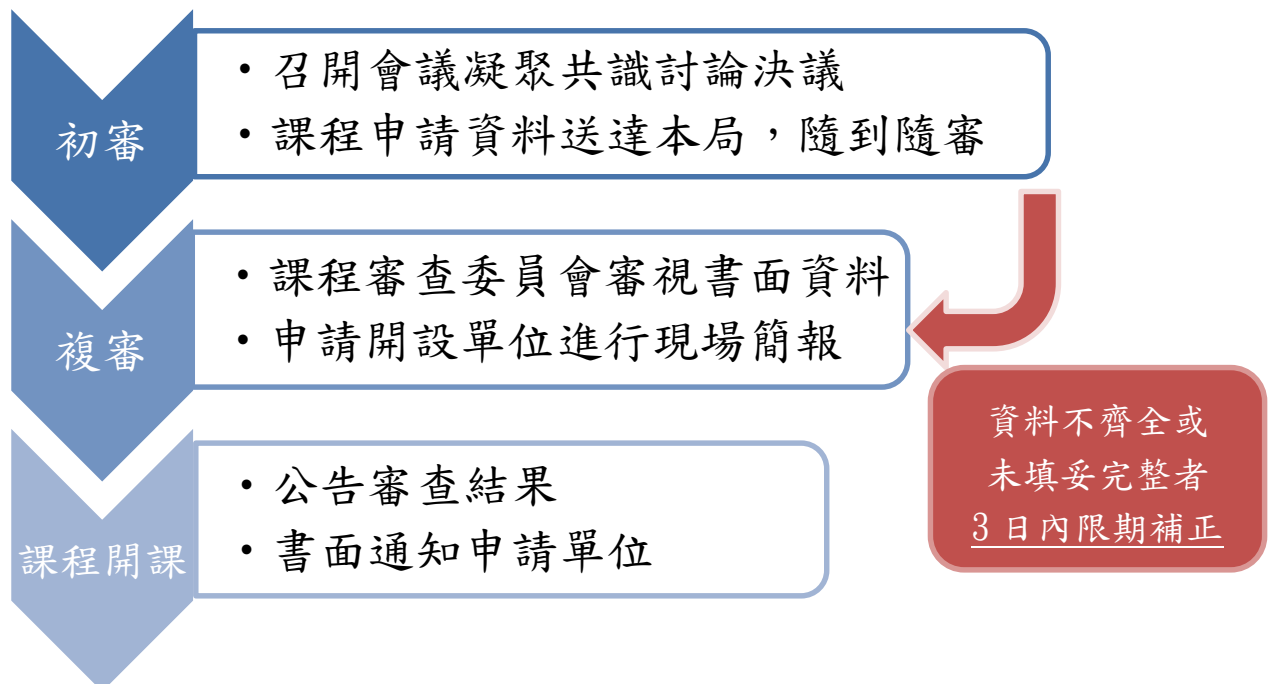 初審
・召開會議凝聚共識討論決議
・課程申請資料送達本局，隨到隨審
複審
・課程審查委員會審視書面資料
・申請開設單位進行現場簡報
資料不齊全或
未填妥完整者
3 日內限期補正
課程開課
・公告審查結果
・書面通知申請單位